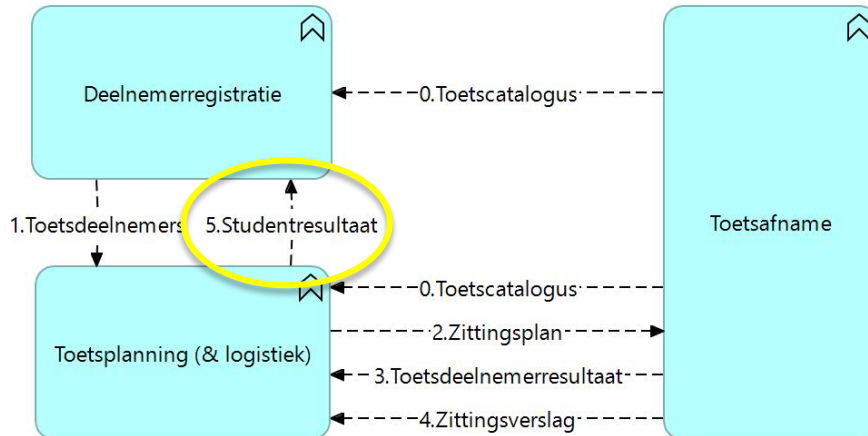 Deelnemerregistratie
0.Toetscatalogus
1.Toetsdeelnemers
5.Studentresultaat
Toetsafname
0.Toetscatalogus
2.Zittingsplan
Toetsplanning (& logistiek)
3.Toetsdeelnemerresultaat
4.Zittingsverslag